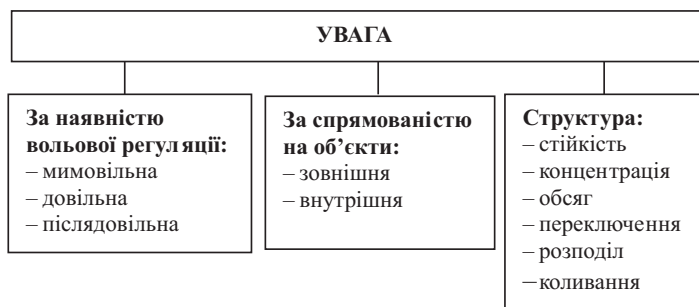 УВАГА
За наявністю
вольової регуляції:
– мимовільна
– довільна
– післядовільна
За спрямованістю
на об’єкти:
– зовнішня
– внутрішня
Структура:
– стійкість
– концентрація
– обсяг
– переключення
– розподіл
– коливання